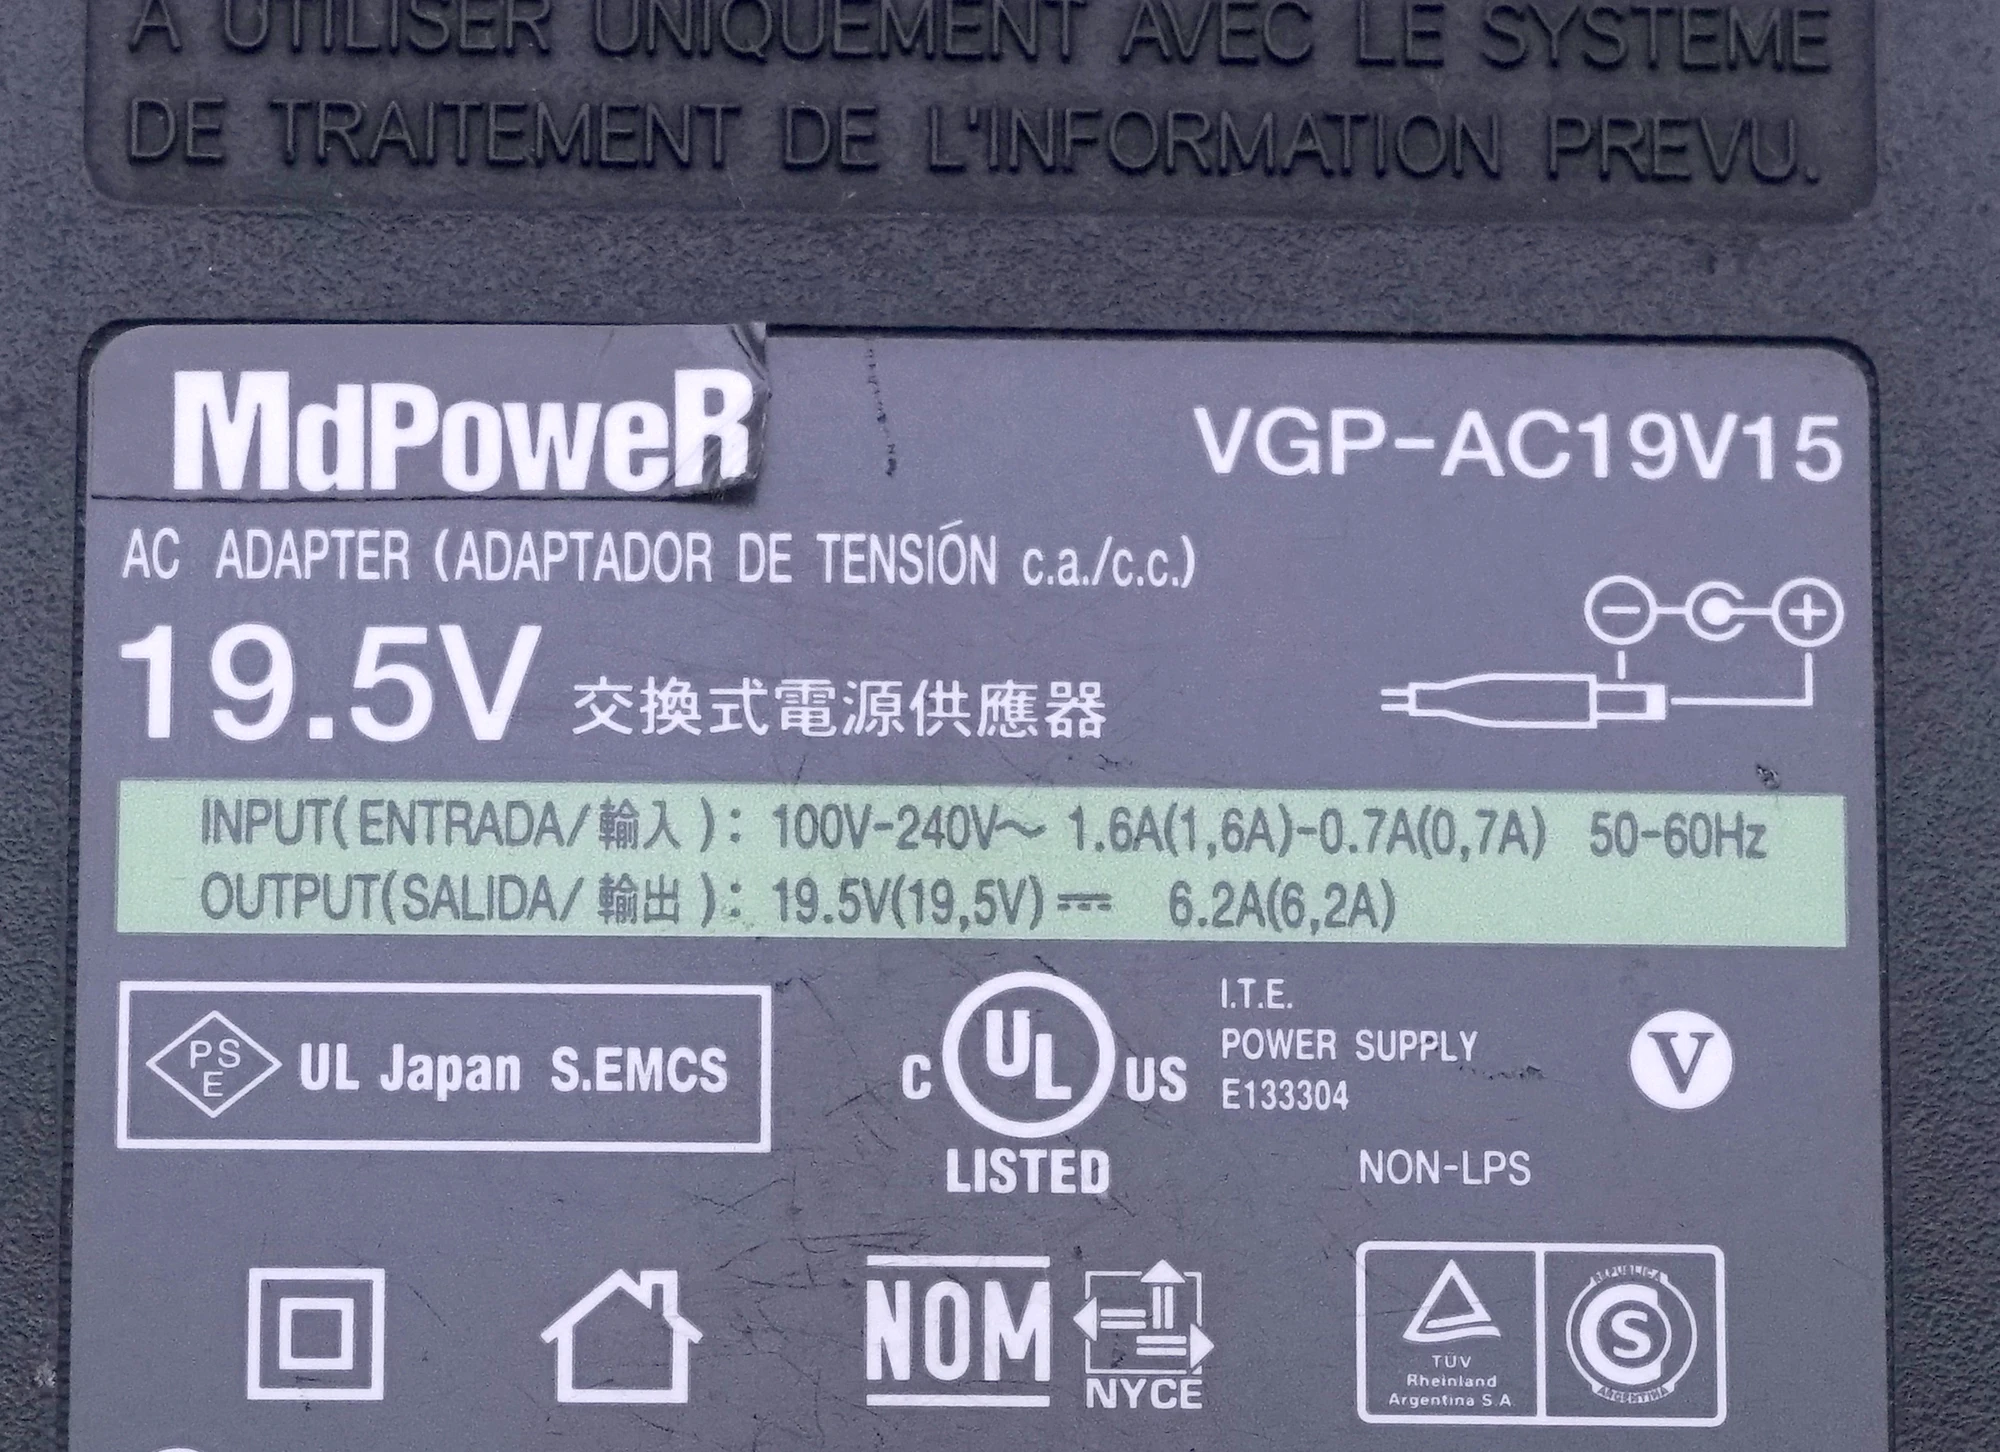 A UTILISER UNIQUEMENT AVEC LE SYSTEME
DE TRAITEMENT DE L'INFORMATION PREVU.
MdPoweR
VGP-AC19V15
AC ADAPTER (ADAPTADOR DE TENSIÓN c.a./c.c.)
19.5V 交換式電源供應器
INPUT(ENTRADA/輸入): 100V-240V～ 1.6A(1,6A)-0.7A(0,7A) 50-60Hz
OUTPUT(SALIDA/輸出): 19.5V(19,5V)⎓ 6.2A(6,2A)
PS
E
UL Japan S.EMCS
C UL US
LISTED
I.T.E.
POWER SUPPLY
E133304
V
NON-LPS
NOM
NYCE
TÜV
Rheinland
Argentina S.A.
REPUBLICA
S
ARGENTINA